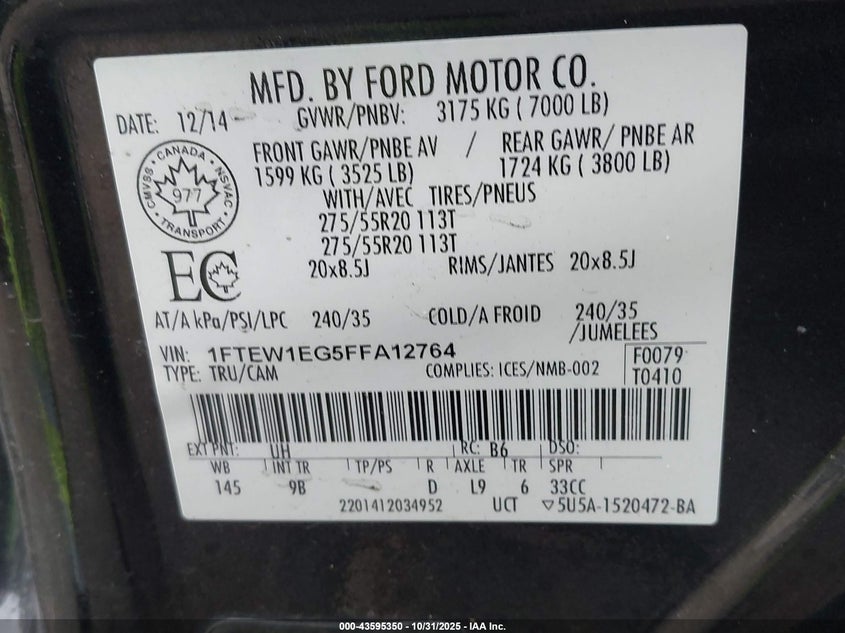 MFD. BY FORD MOTOR CO.
DATE: 12/14 GVWR/PNBV: 3175 KG ( 7000 LB)
FRONT GAWR/PNBE AV / REAR GAWR/ PNBE AR
1599 KG ( 3525 LB) 1724 KG ( 3800 LB)
WITH/AVEC TIRES/PNEUS
275/55R20 113T
275/55R20 113T
20x8.5J RIMS/JANTES 20x8.5J
CANADA
CMVSS NSVAC
977
TRANSPORT
EC
AT/A kPa/PSI/LPC 240/35 COLD/A FROID 240/35
/JUMELEES
VIN: 1FTEW1EG5FFA12764 F0079
TYPE: TRU/CAM COMPLIES: ICES/NMB-002 T0410
EXT PNT: UH RC: B6 DSO:
WB INT TR TP/PS R AXLE TR SPR
145 9B D L9 6 33CC
2201412034952 UCT ▽5U5A-1520472-BA
000-43595350 | 10/31/2025 - IAA Inc.